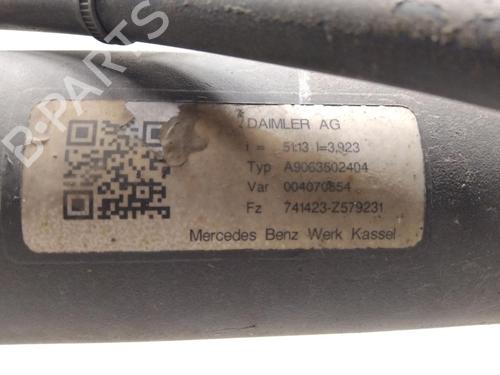 DAIMLER AG
i = 51:13 I=3,923
Typ A9063502404
Var 004070854
Fz 741423-Z579231
Mercedes Benz Werk Kassel
B-PARTS